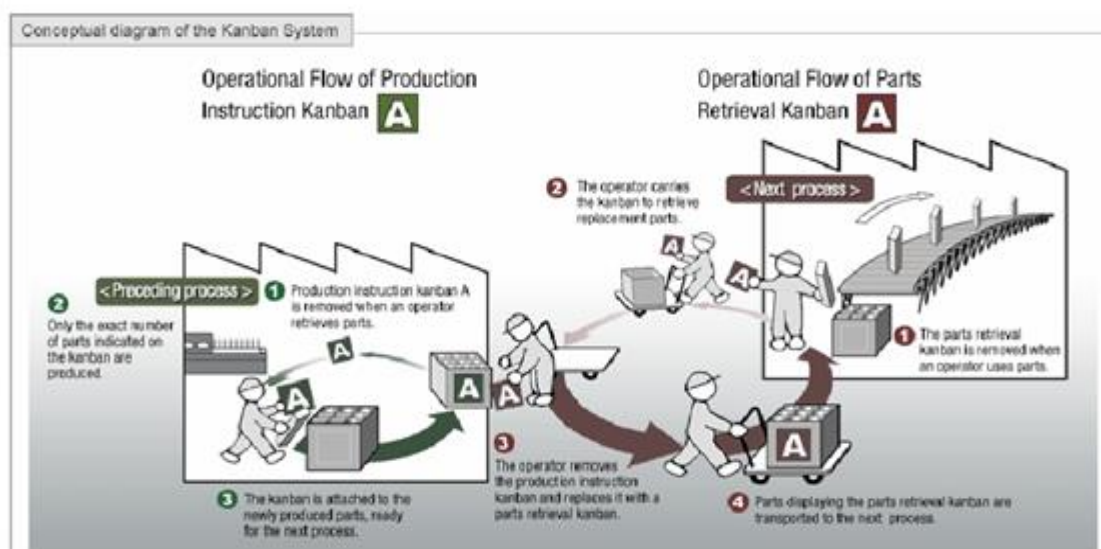 Conceptual diagram of the Kanban System
Operational Flow of Production
Instruction Kanban A
Operational Flow of Parts
Retrieval Kanban A
2 The operator carries
the kanban to retrieve
replacement parts.
< Next process >
A
A
< Preceding process >
1 Production instruction kanban A
is removed when an operator
retrieves parts.
2
Only the exact number
of parts indicated on
the kanban are
produced.
1 The parts retrieval
kanban is removed when
an operator uses parts.
A
A
A
A
A
3
The operator removes
the production instruction
kanban and replaces it with a
parts retrieval kanban.
3 The kanban is attached to the
newly produced parts, ready
for the next process.
4 Parts displaying the parts retrieval kanban are
transported to the next process.